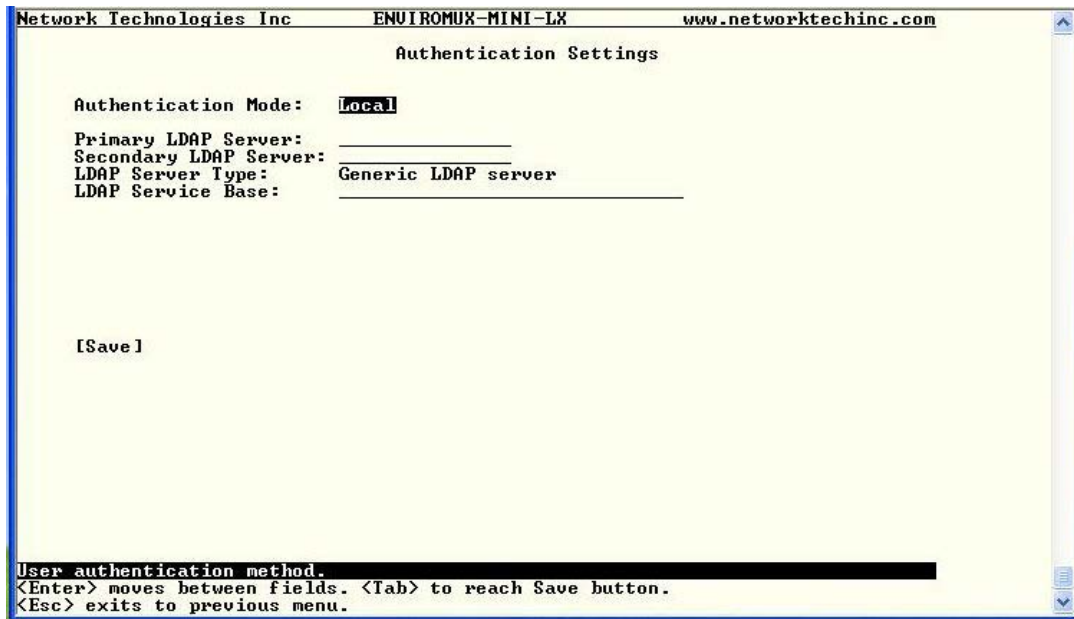 Network Technologies Inc ENVIROMUX-MINI-LX www.networktechinc.com
Authentication Settings
Authentication Mode: Local
Primary LDAP Server:
Secondary LDAP Server:
LDAP Server Type: Generic LDAP server
LDAP Service Base:
[Save]
User authentication method.
<Enter> moves between fields. <Tab> to reach Save button.
<Esc> exits to previous menu.